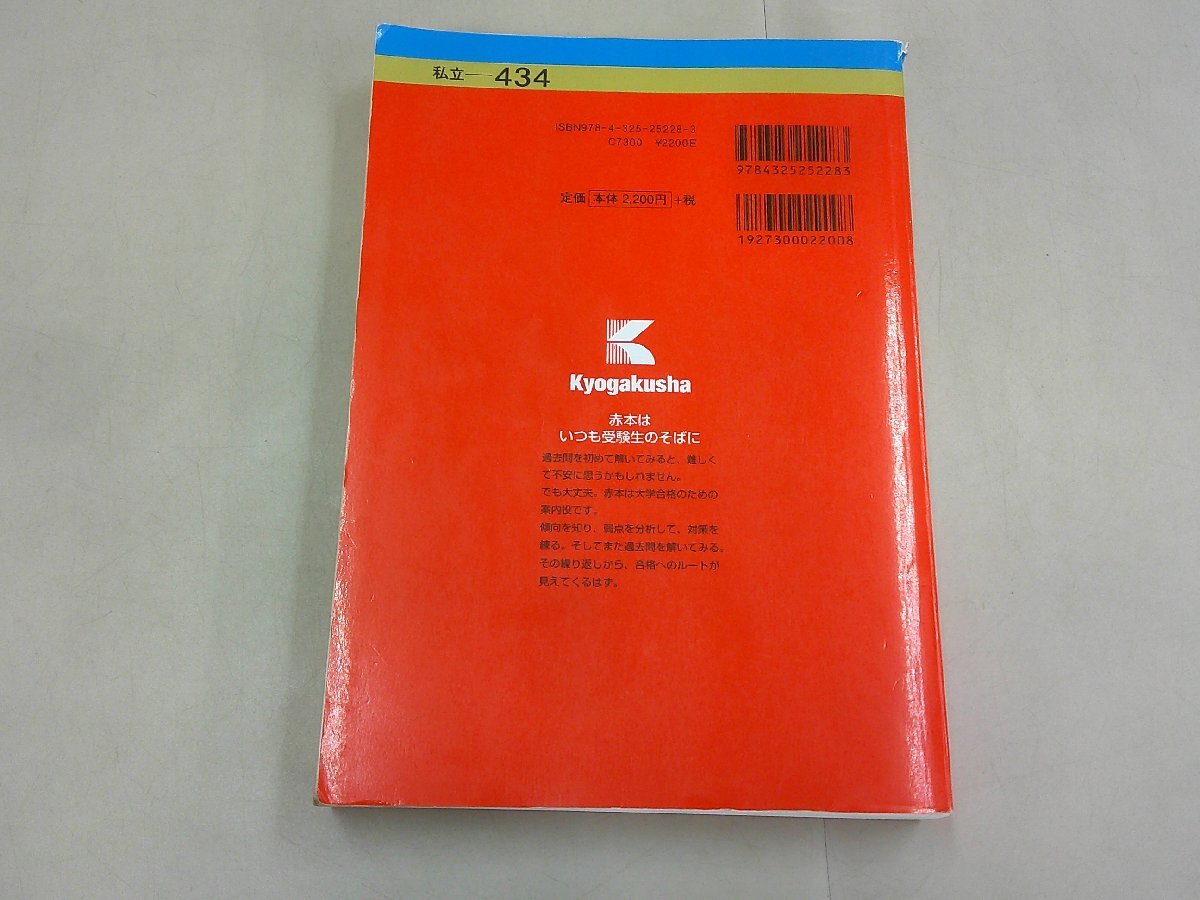 私立―434
ISBN978-4-325-25228-3
C7300 ¥2200E
9784325252283
定価 本体 2,200円 +税
1927300022008
Kyogakusha
赤本は
いつも受験生のそばに
過去問を初めて解いてみると、難しく
て不安に思うかもしれません。
でも大丈夫。赤本は大学合格のための
案内役です。
傾向を知り、弱点を分析して、対策を
練る。そしてまた過去問を解いてみる。
その繰り返しから、合格へのルートが
見えてくるはず。